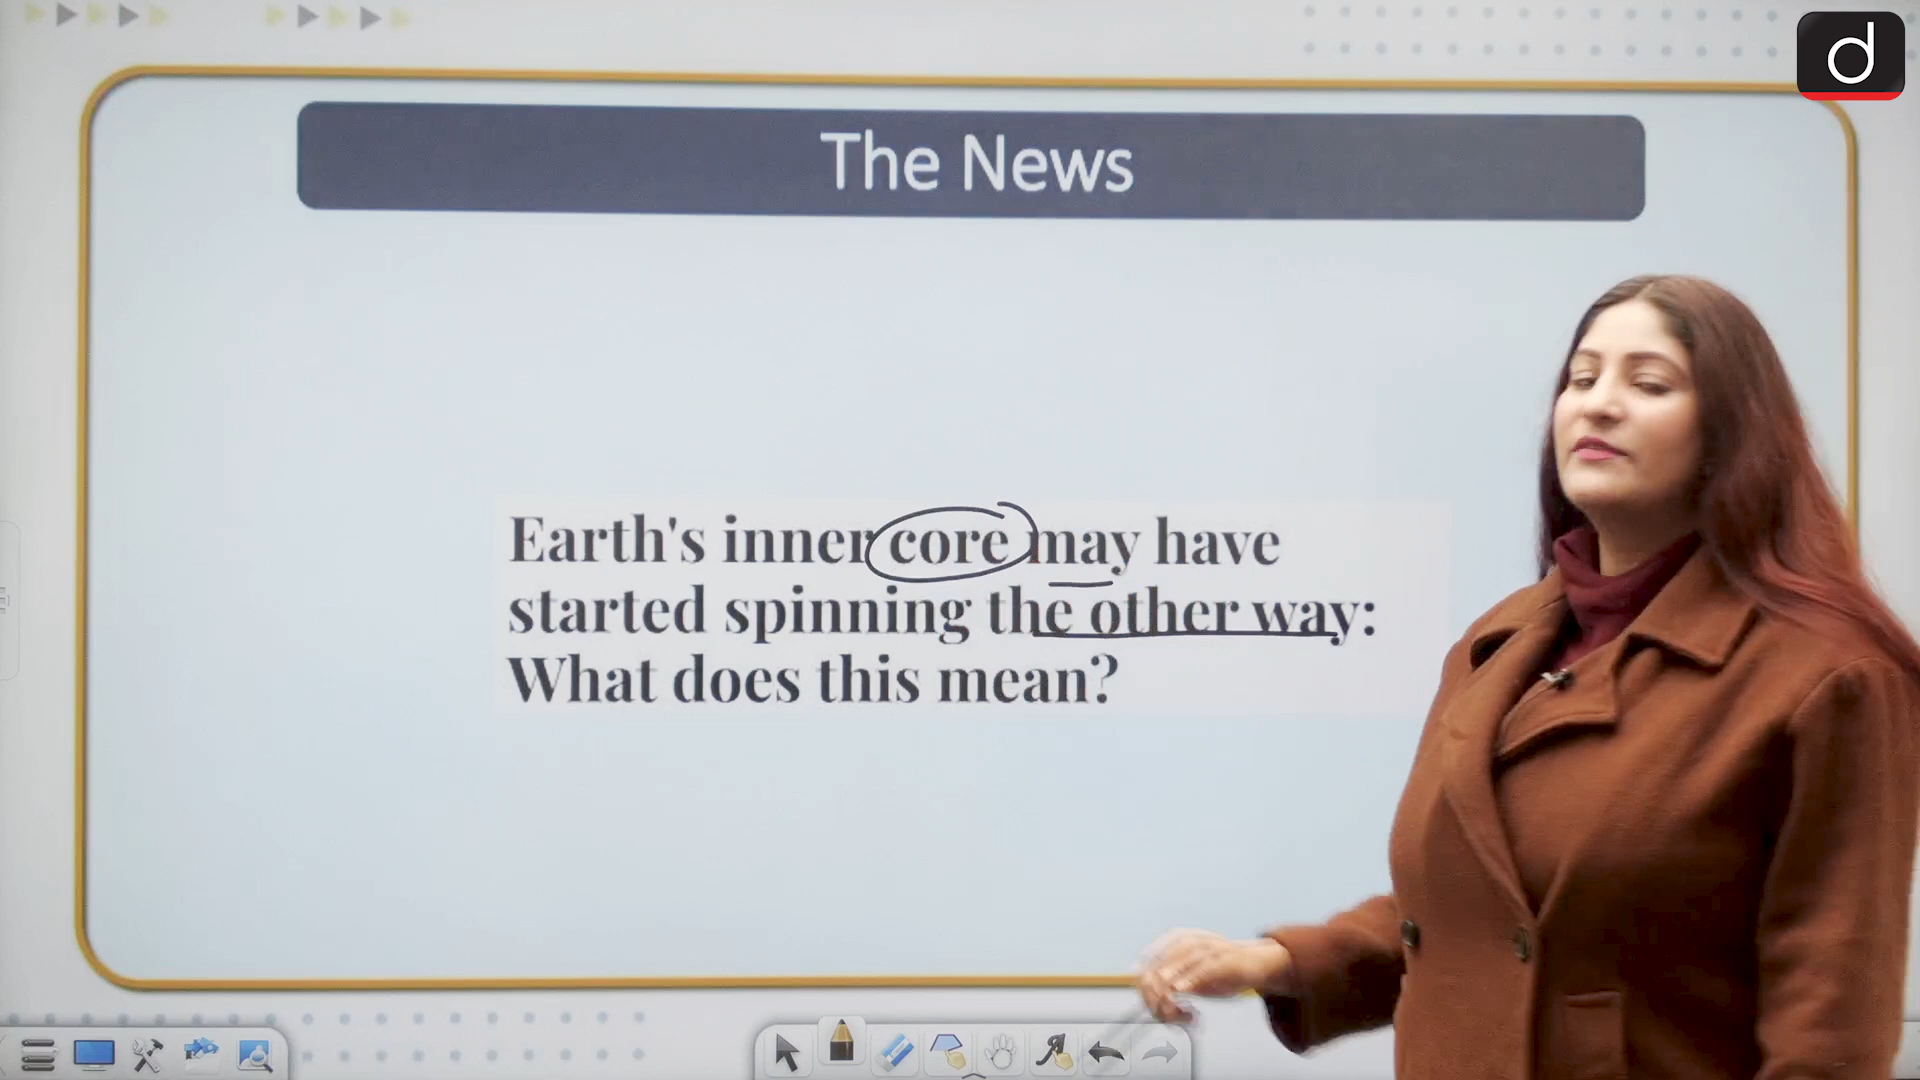 d
The News
Earth's inner core may have
started spinning the other way:
What does this mean?